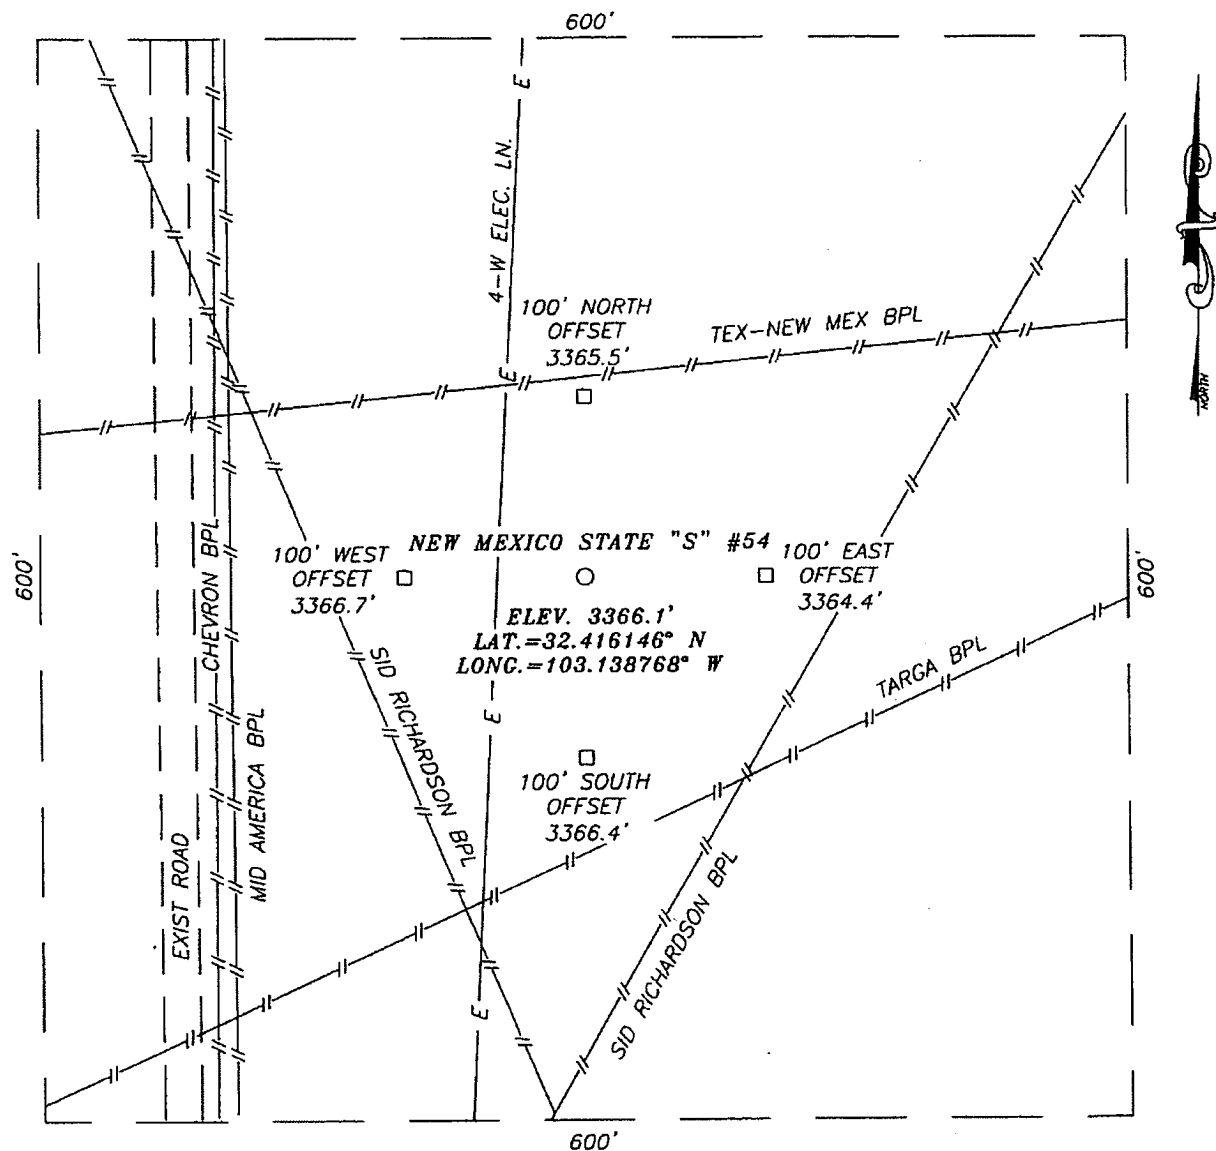 600'
E
4-W ELEC. LN.
NORTH
100' NORTH
OFFSET
3365.5'
TEX-NEW MEX BPL
E
NEW MEXICO STATE "S" #54
100' WEST
OFFSET
3366.7'
100' EAST
OFFSET
3364.4'
600'
600'
ELEV. 3366.1'
LAT.=32.416146° N
LONG.=103.138768° W
CHEVRON BPL
SID RICHARDSON BPL
TARGA BPL
E
MID AMERICA BPL
100' SOUTH
OFFSET
3366.4'
EXIST ROAD
SID RICHARDSON BPL
E
600'